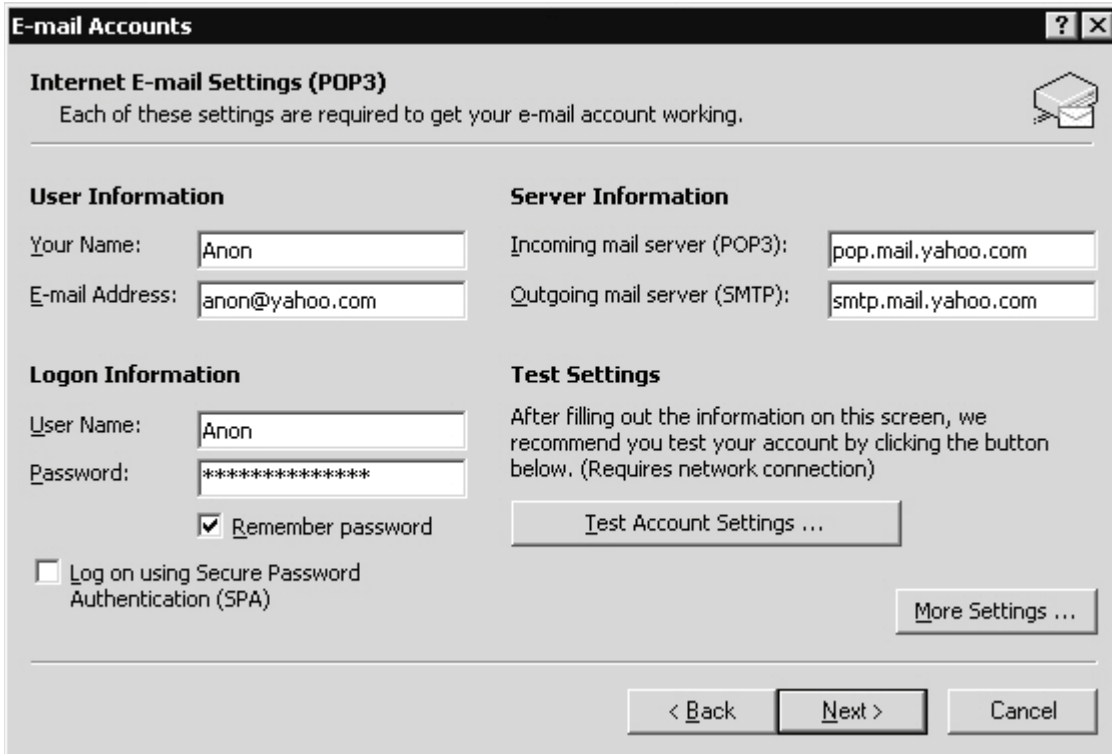 E-mail Accounts
Internet E-mail Settings (POP3)
Each of these settings are required to get your e-mail account working.
User Information
Your Name: Anon
E-mail Address: anon@yahoo.com
Server Information
Incoming mail server (POP3): pop.mail.yahoo.com
Outgoing mail server (SMTP): smtp.mail.yahoo.com
Logon Information
User Name: Anon
Password: **************
Remember password
Log on using Secure Password
Authentication (SPA)
Test Settings
After filling out the information on this screen, we
recommend you test your account by clicking the button
below. (Requires network connection)
Test Account Settings ...
More Settings ...
< Back Next > Cancel